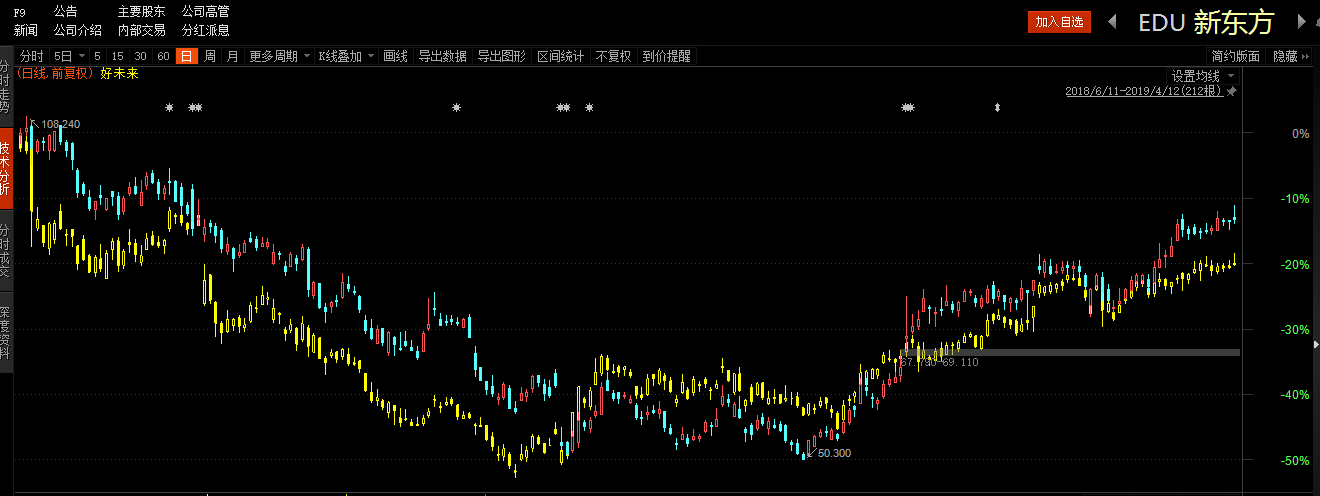 F9 公告 主要股东 公司高管
新闻 公司介绍 内部交易 分红派息
加入自选 EDU 新东方
分时 5日 5 15 30 60 日 周 月 更多周期 K线叠加 画线 导出数据 导出图形 区间统计 不复权 到价提醒 简约版面 隐藏
(日线,前复权) 好未来
设置均线
2018/6/11-2019/4/12(212根)
分时走势
技术分析
分时成交
深度资料
108.240
67.790-69.110
50.300
0%
-10%
-20%
-30%
-40%
-50%